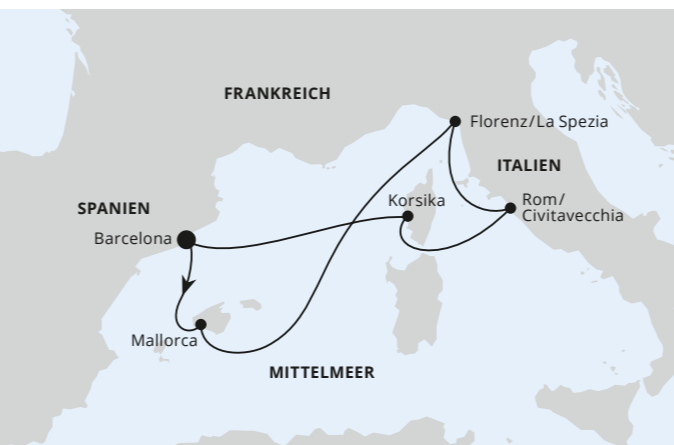 FRANKREICH
Florenz/La Spezia
ITALIEN
Korsika
Rom/
Civitavecchia
SPANIEN
Barcelona
Mallorca
MITTELMEER